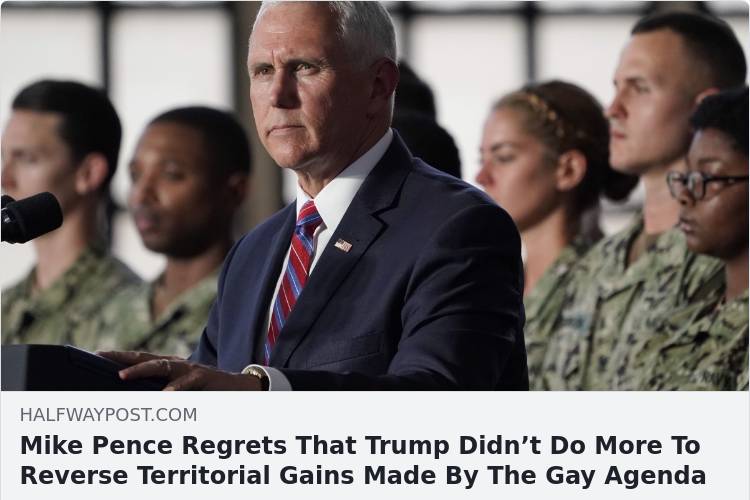 HALFWAYPOST.COM
Mike Pence Regrets That Trump Didn’t Do More To
Reverse Territorial Gains Made By The Gay Agenda